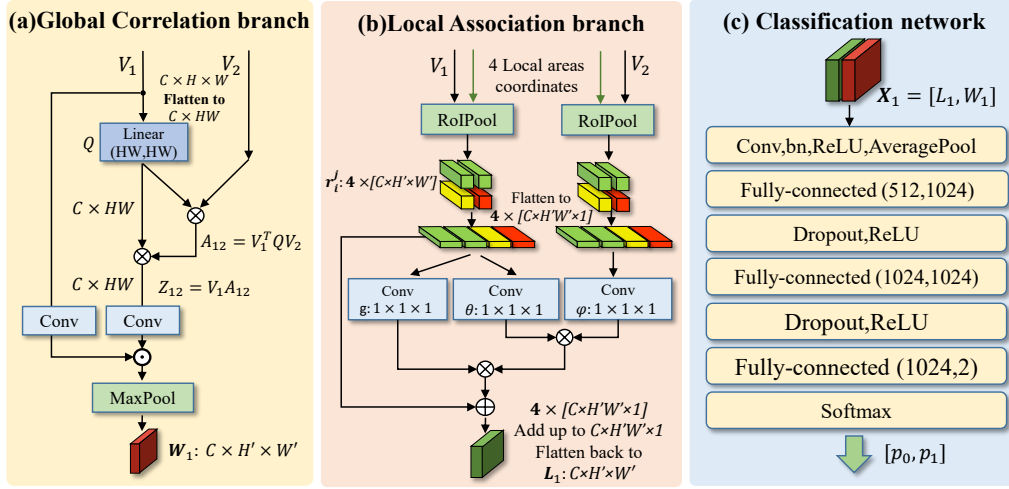 (a)Global Correlation branch
V₁
V₂
C × H × W
Flatten to
C × HW
Q
Linear
(HW,HW)
C × HW
A₁₂ = V₁ᵀQV₂
C × HW
Z₁₂ = V₁A₁₂
Conv
Conv
MaxPool
W₁: C × H′ × W′
(b)Local Association branch
V₁
4 Local areas
coordinates
V₂
RoIPool
RoIPool
rᵢʲ: 4 ×[C×H′×W′]
Flatten to
4 × [C×H′W′×1]
Conv
g: 1 × 1 × 1
Conv
θ: 1 × 1 × 1
Conv
φ: 1 × 1 × 1
4 × [C×H′W′×1]
Add up to C×H′W′×1
Flatten back to
L₁: C×H′×W′
(c) Classification network
X₁ = [L₁, W₁]
Conv,bn,ReLU,AveragePool
Fully-connected (512,1024)
Dropout,ReLU
Fully-connected (1024,1024)
Dropout,ReLU
Fully-connected (1024,2)
Softmax
[p₀, p₁]